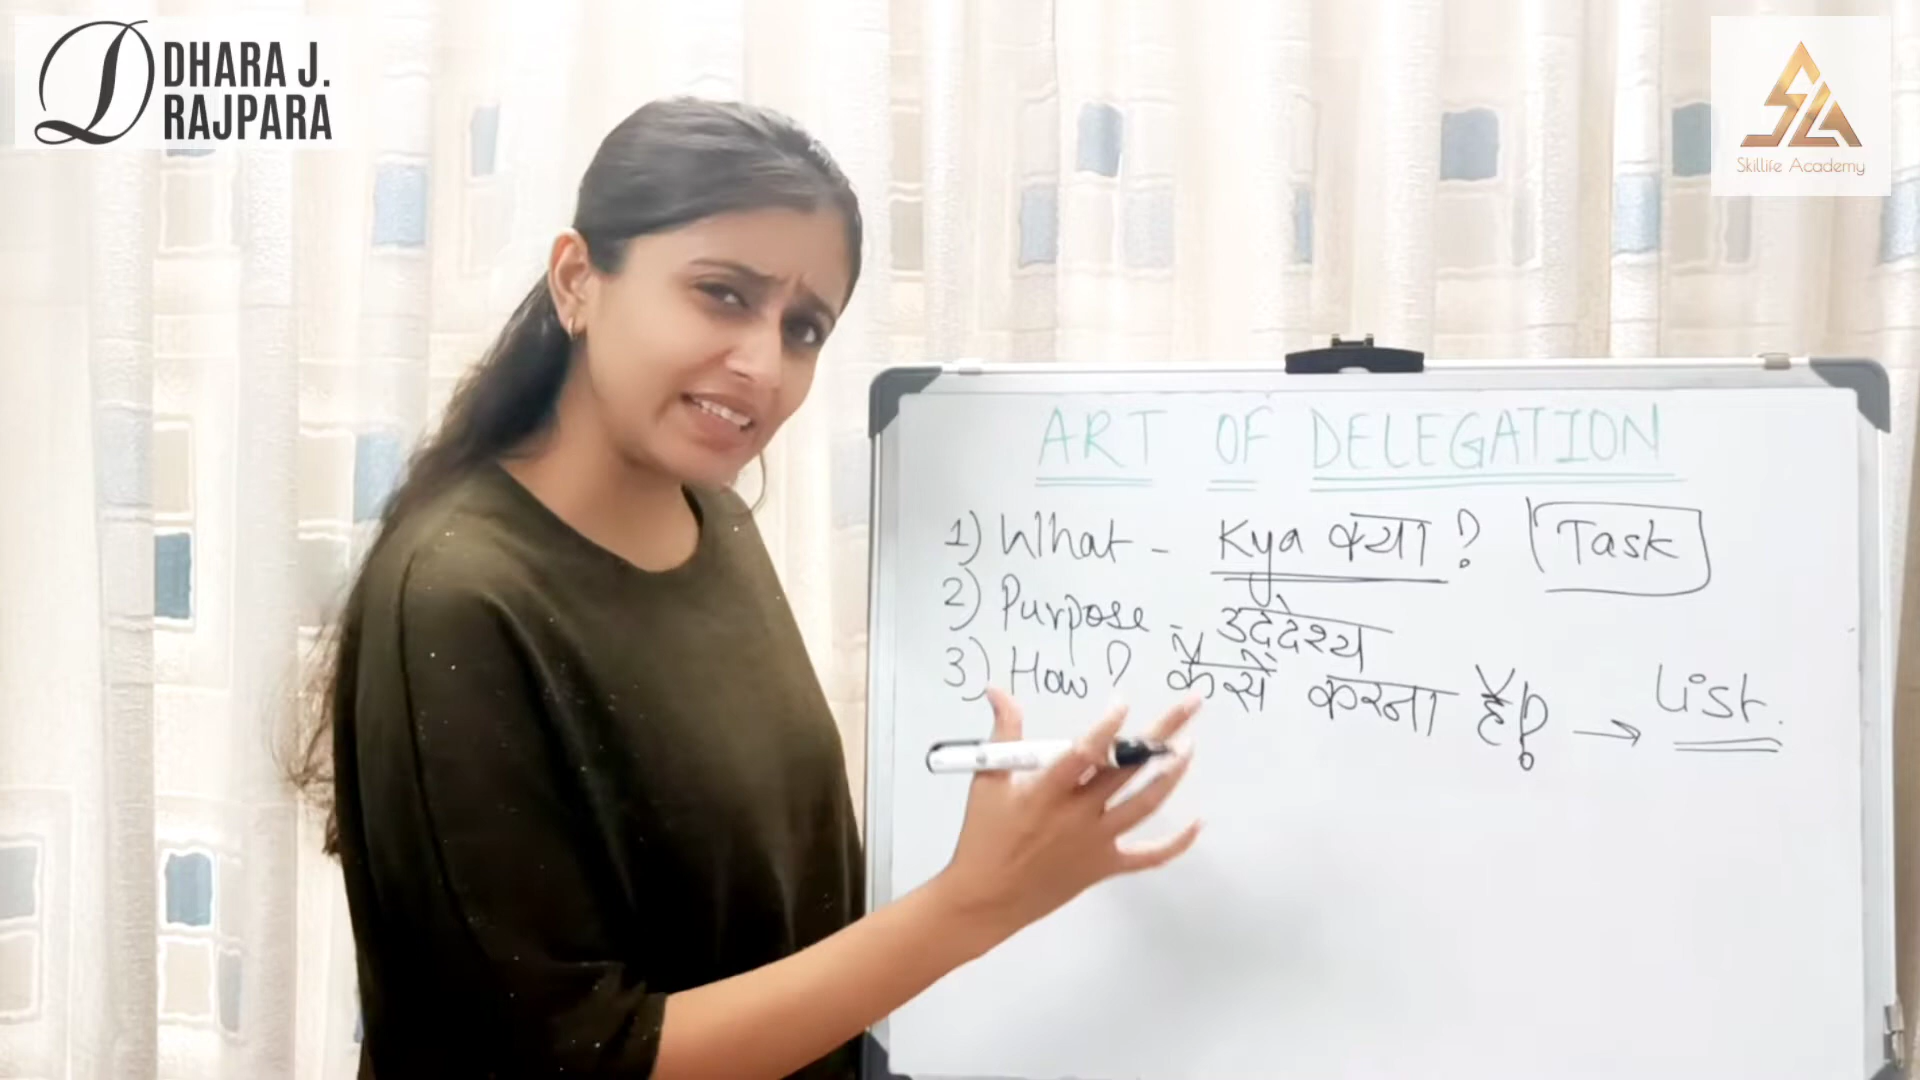 DHARA J.
RAJPARA
Skillife Academy
ART OF DELEGATION
1) What - Kya क्या? Task
2) Purpose - उद्देश्य
3) How? कैसे करना है? → List.